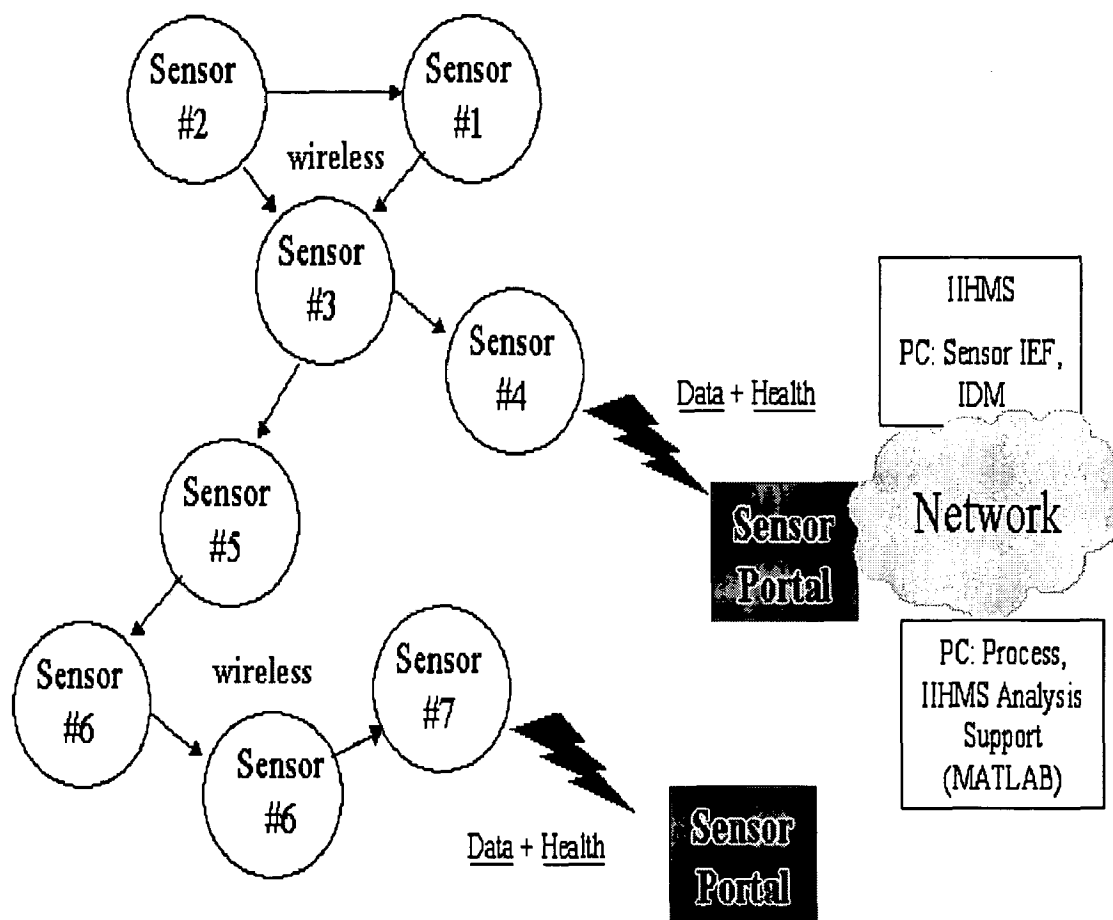 Sensor
#2
Sensor
#1
wireless
Sensor
#3
Sensor
#4
Data + Health
IIHMS
PC: Sensor IEF,
IDM
Sensor
Portal
Network
Sensor
#5
PC: Process,
IIHMS Analysis
Support
(MATLAB)
Sensor
#6
wireless
Sensor
#7
Sensor
#6
Data + Health
Sensor
Portal